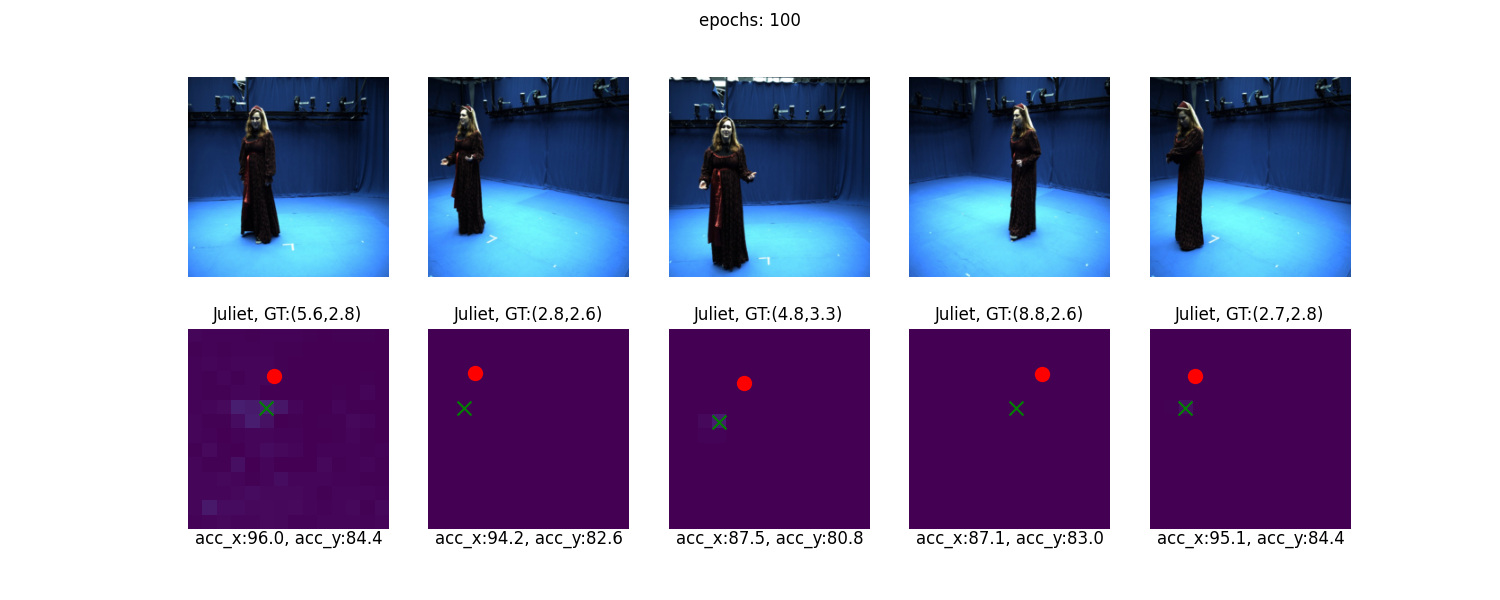 epochs: 100
Juliet, GT:(5.6,2.8)
Juliet, GT:(2.8,2.6)
Juliet, GT:(4.8,3.3)
Juliet, GT:(8.8,2.6)
Juliet, GT:(2.7,2.8)
acc_x:96.0, acc_y:84.4
acc_x:94.2, acc_y:82.6
acc_x:87.5, acc_y:80.8
acc_x:87.1, acc_y:83.0
acc_x:95.1, acc_y:84.4